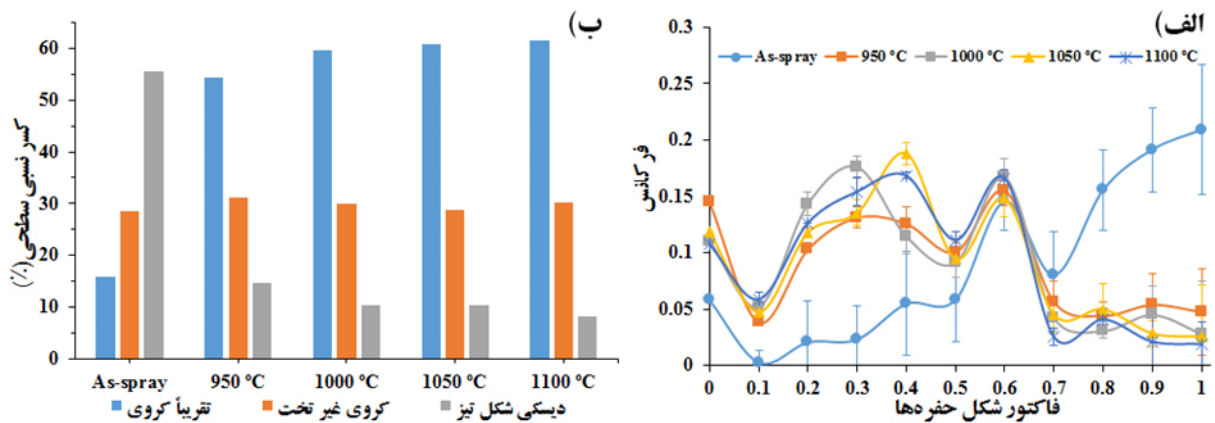 الف)
0.3
0.25
0.2
0.15
0.1
0.05
0
فرکانس
As-spray 950 °C 1000 °C 1050 °C 1100 °C
0 0.1 0.2 0.3 0.4 0.5 0.6 0.7 0.8 0.9 1
فاکتور شکل حفره‌ها
ب)
60
50
40
30
20
10
0
کسر نسبی سطحی(٪)
As-spray 950 °C 1000 °C 1050 °C 1100 °C
تقریباً کروی کروی غیر تخت دیسکی شکل تیز